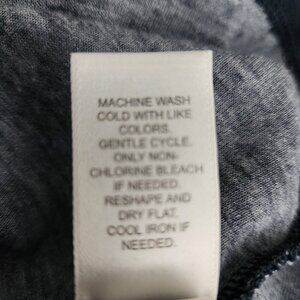 MACHINE WASH
COLD WITH LIKE
COLORS.
GENTLE CYCLE.
ONLY NON-
CHLORINE BLEACH
IF NEEDED.
RESHAPE AND
DRY FLAT.
COOL IRON IF
NEEDED.